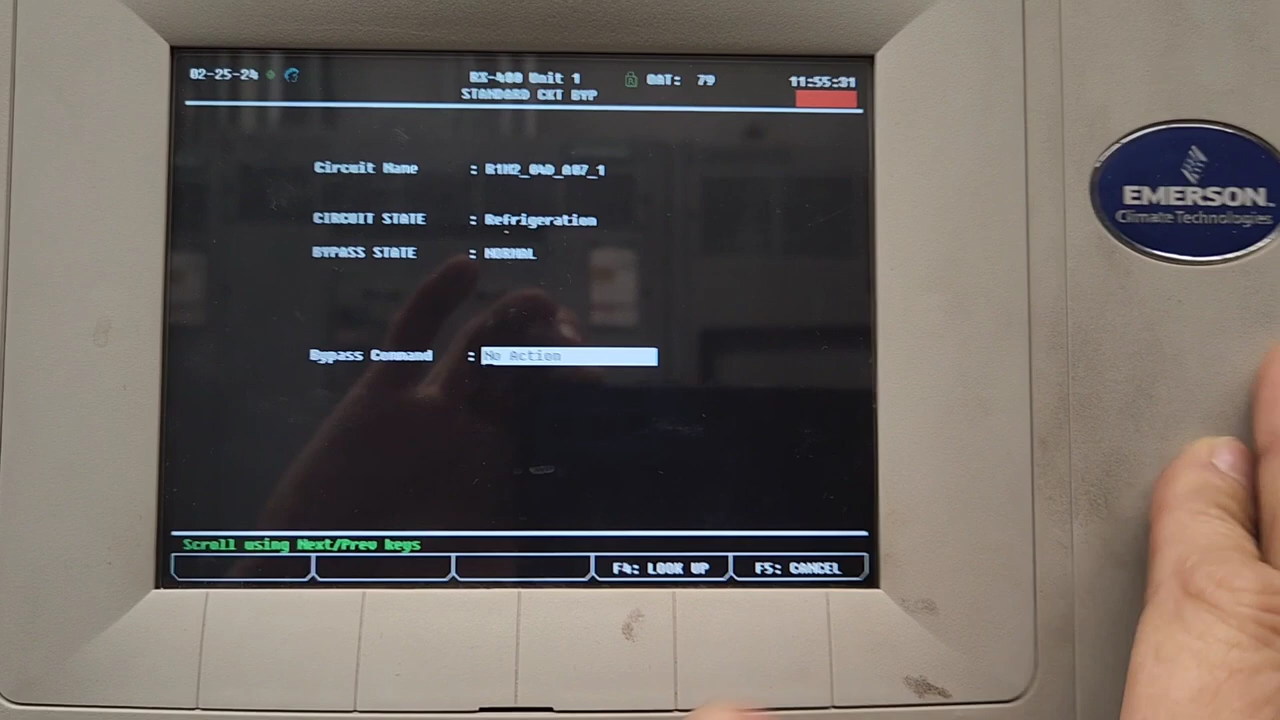 02-25-24
RX-400 Unit 1
OAT: 79
11:55:31
STANDARD CKT BYP
Circuit Name :
CIRCUIT STATE : Refrigeration
BYPASS STATE : NORMAL
Bypass Command : No Action
Scroll using Next/Prev keys
F4: LOOK UP
F5: CANCEL
EMERSON
Climate Technologies